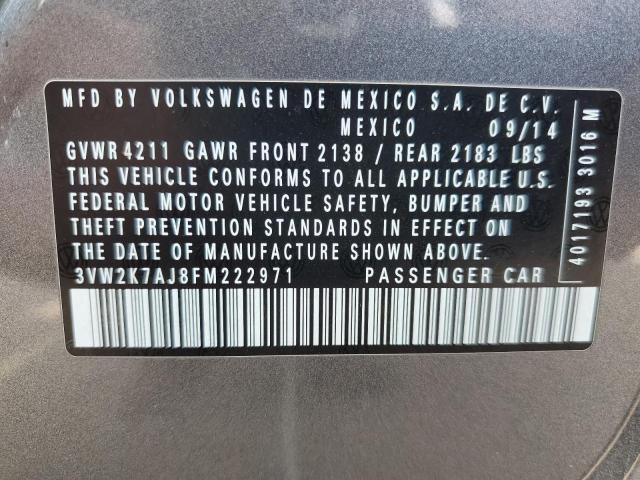 MFD BY VOLKSWAGEN DE MEXICO S.A. DE C.V.
MEXICO 09/14
GVWR 4211 GAWR FRONT 2138 / REAR 2183 LBS
THIS VEHICLE CONFORMS TO ALL APPLICABLE U.S.
FEDERAL MOTOR VEHICLE SAFETY, BUMPER AND
THEFT PREVENTION STANDARDS IN EFFECT ON
THE DATE OF MANUFACTURE SHOWN ABOVE.
3VW2K7AJ8FM222971 PASSENGER CAR
4017193 3016 M